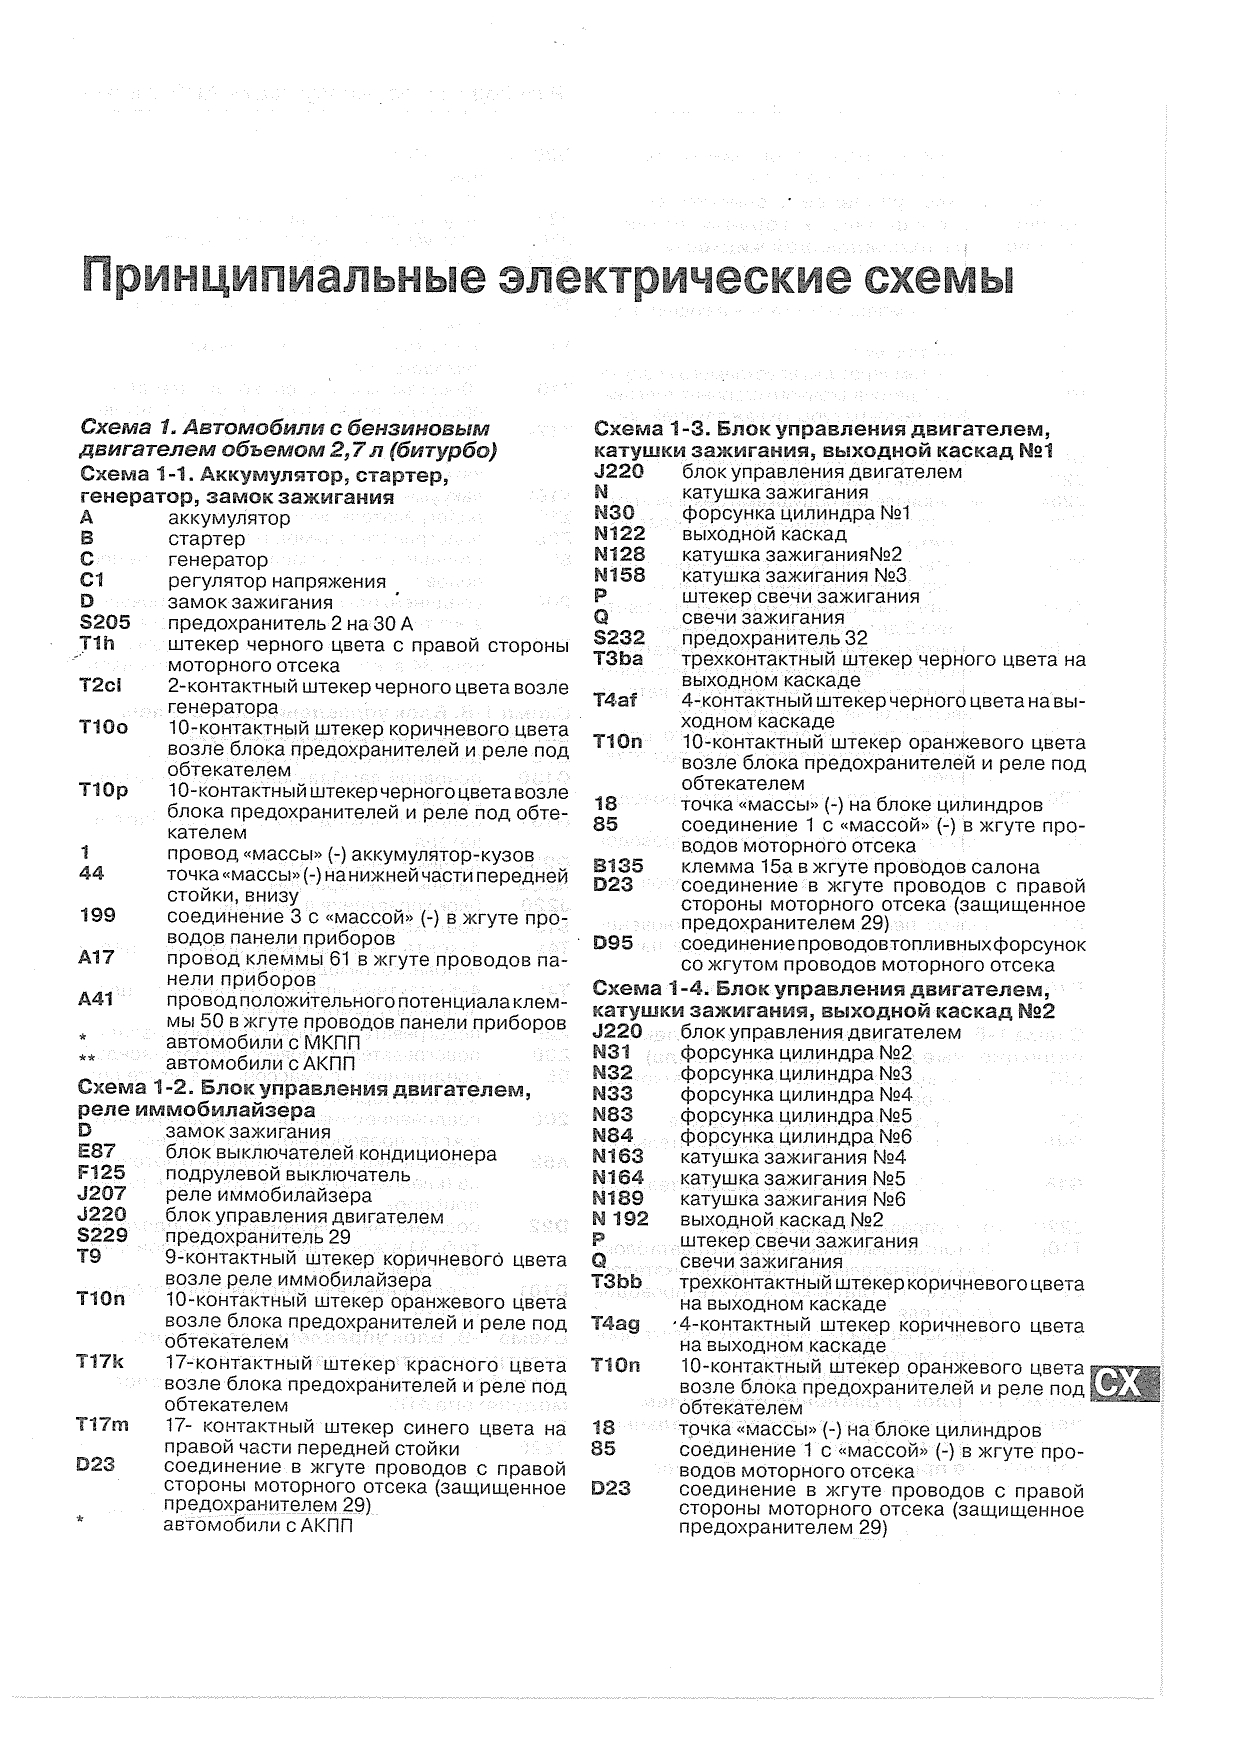 Принципиальные электрические схемы
Схема 1. Автомобили с бензиновым
двигателем объемом 2,7 л (битурбо)
Схема 1-1. Аккумулятор, стартер,
генератор, замок зажигания
A аккумулятор
B стартер
C генератор
C1 регулятор напряжения
D замок зажигания
S205 предохранитель 2 на 30 А
T1h штекер черного цвета с правой стороны
моторного отсека
T2cl 2-контактный штекер черного цвета возле
генератора
T10o 10-контактный штекер коричневого цвета
возле блока предохранителей и реле под
обтекателем
T10p 10-контактный штекер черного цвета возле
блока предохранителей и реле под обте-
кателем
1 провод «массы» (-) аккумулятор-кузов
44 точка «массы» (-) на нижней части передней
стойки, внизу
199 соединение 3 с «массой» (-) в жгуте про-
водов панели приборов
A17 провод клеммы 61 в жгуте проводов па-
нели приборов
A41 провод положительного потенциала клем-
мы 50 в жгуте проводов панели приборов
* автомобили с МКПП
** автомобили с АКПП
Схема 1-2. Блок управления двигателем,
реле иммобилайзера
D замок зажигания
E87 блок выключателей кондиционера
F125 подрулевой выключатель
J207 реле иммобилайзера
J220 блок управления двигателем
S229 предохранитель 29
T9 9-контактный штекер коричневого цвета
возле реле иммобилайзера
T10n 10-контактный штекер оранжевого цвета
возле блока предохранителей и реле под
обтекателем
T17k 17-контактный штекер красного цвета
возле блока предохранителей и реле под
обтекателем
T17m 17- контактный штекер синего цвета на
правой части передней стойки
D23 соединение в жгуте проводов с правой
стороны моторного отсека (защищенное
предохранителем 29)
* автомобили с АКПП
Схема 1-3. Блок управления двигателем,
катушки зажигания, выходной каскад №1
J220 блок управления двигателем
N катушка зажигания
N30 форсунка цилиндра №1
N122 выходной каскад
N128 катушка зажигания№2
N158 катушка зажигания №3
P штекер свечи зажигания
Q свечи зажигания
S232 предохранитель 32
T3ba трехконтактный штекер черного цвета на
выходном каскаде
T4af 4-контактный штекер черного цвета на вы-
ходном каскаде
T10n 10-контактный штекер оранжевого цвета
возле блока предохранителей и реле под
обтекателем
18 точка «массы» (-) на блоке цилиндров
85 соединение 1 с «массой» (-) в жгуте про-
водов моторного отсека
B135 клемма 15а в жгуте проводов салона
D23 соединение в жгуте проводов с правой
стороны моторного отсека (защищенное
предохранителем 29)
D95 соединение проводов топливных форсунок
со жгутом проводов моторного отсека
Схема 1-4. Блок управления двигателем,
катушки зажигания, выходной каскад №2
J220 блок управления двигателем
N31 форсунка цилиндра №2
N32 форсунка цилиндра №3
N33 форсунка цилиндра №4
N83 форсунка цилиндра №5
N84 форсунка цилиндра №6
N163 катушка зажигания №4
N164 катушка зажигания №5
N189 катушка зажигания №6
N 192 выходной каскад №2
P штекер свечи зажигания
Q свечи зажигания
T3bb трехконтактный штекер коричневого цвета
на выходном каскаде
T4ag 4-контактный штекер коричневого цвета
на выходном каскаде
T10n 10-контактный штекер оранжевого цвета
возле блока предохранителей и реле под
обтекателем
18 точка «массы» (-) на блоке цилиндров
85 соединение 1 с «массой» (-) в жгуте про-
водов моторного отсека
D23 соединение в жгуте проводов с правой
стороны моторного отсека (защищенное
предохранителем 29)
СХ